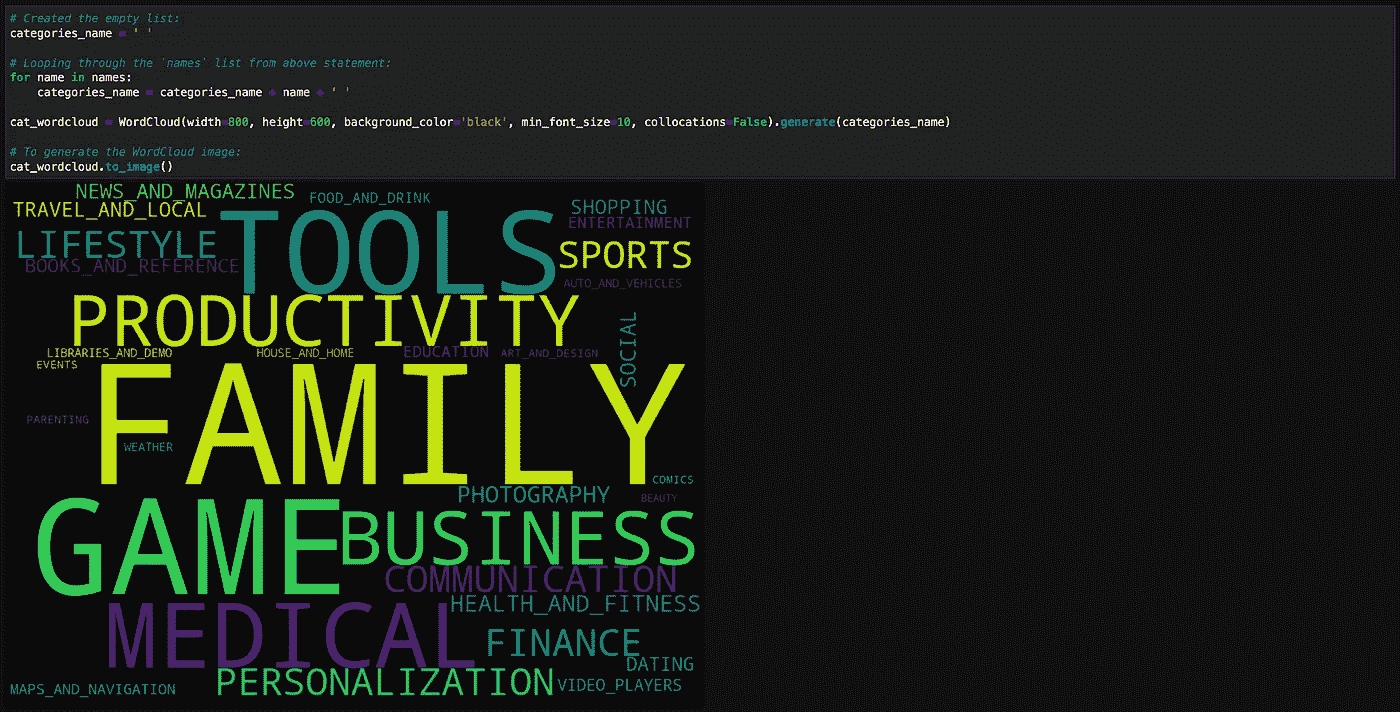 # Created the empty list:
categories_name = ' '
# Looping through the `names` list from above statement:
for name in names:
    categories_name = categories_name + name + ' '
cat_wordcloud = WordCloud(width=800, height=600, background_color='black', min_font_size=10, collocations=False).generate(categories_name)
# To generate the WordCloud image:
cat_wordcloud.to_image()
NEWS_AND_MAGAZINES
FOOD_AND_DRINK
TRAVEL_AND_LOCAL
SHOPPING
TOOLS
ENTERTAINMENT
LIFESTYLE
SPORTS
BOOKS_AND_REFERENCE
AUTO_AND_VEHICLES
PRODUCTIVITY
SOCIAL
LIBRARIES_AND_DEMO
HOUSE_AND_HOME
EDUCATION
ART_AND_DESIGN
EVENTS
FAMILY
PARENTING
WEATHER
COMICS
PHOTOGRAPHY
BEAUTY
GAME
BUSINESS
COMMUNICATION
HEALTH_AND_FITNESS
MEDICAL
FINANCE
DATING
PERSONALIZATION
VIDEO_PLAYERS
MAPS_AND_NAVIGATION